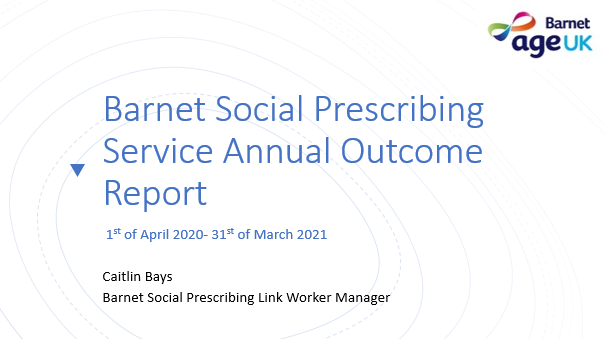 Barnet
age UK
Barnet Social Prescribing
Service Annual Outcome
Report
1st of April 2020- 31st of March 2021
Caitlin Bays
Barnet Social Prescribing Link Worker Manager